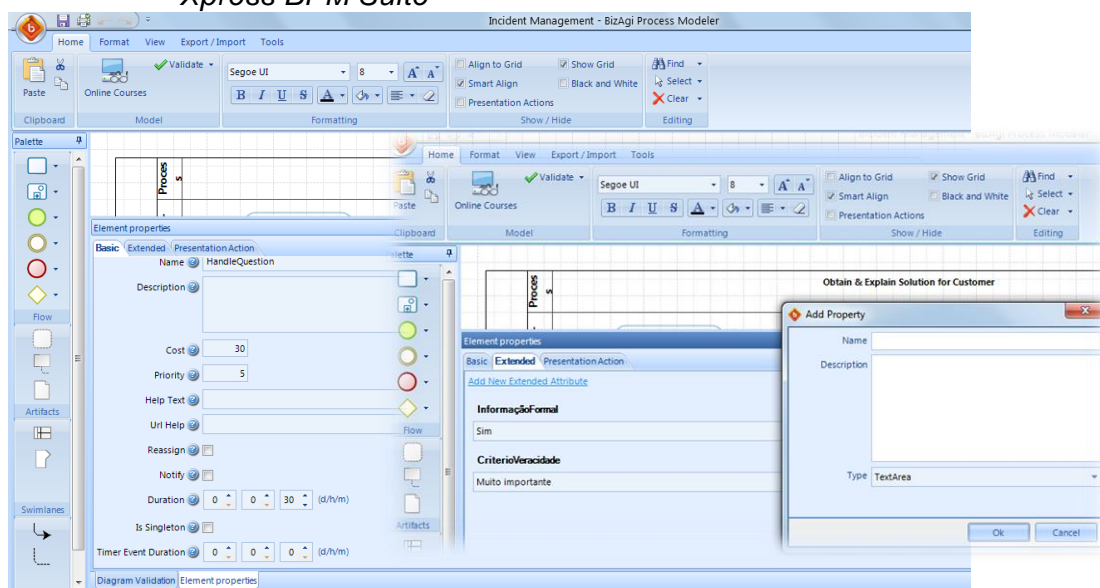 Xpress BPM Suite
Incident Management - BizAgi Process Modeler
Home Format View Export / Import Tools
Paste
Online Courses
Validate
Segoe UI 8 A A
B I U S A
Align to Grid Show Grid
Smart Align Black and White
Presentation Actions
Find
Select
Clear
Clipboard Model Formatting Show / Hide Editing
Palette
Proces
s
Flow
Artifacts
Swimlanes
Element properties
Basic Extended Presentation Action
Name HandleQuestion
Description
Cost 30
Priority 5
Help Text
Url Help
Reassign
Notify
Duration 0 0 30 (d/h/m)
Is Singleton
Timer Event Duration 0 0 0 (d/h/m)
Diagram Validation Element properties
Home Format View Export / Import Tools
Paste
Online Courses
Validate
Segoe UI 8 A A
B I U S A
Align to Grid Show Grid
Smart Align Black and White
Presentation Actions
Find
Select
Clear
Clipboard Model Formatting Show / Hide Editing
lette
Proces
s
Obtain & Explain Solution for Customer
Flow
Artifacts
Element properties
Basic Extended Presentation Action
Add New Extended Attribute
InformaçãoFormal
Sim
CriterioVeracidade
Muito importante
Add Property
Name
Description
Type TextArea
Ok Cancel